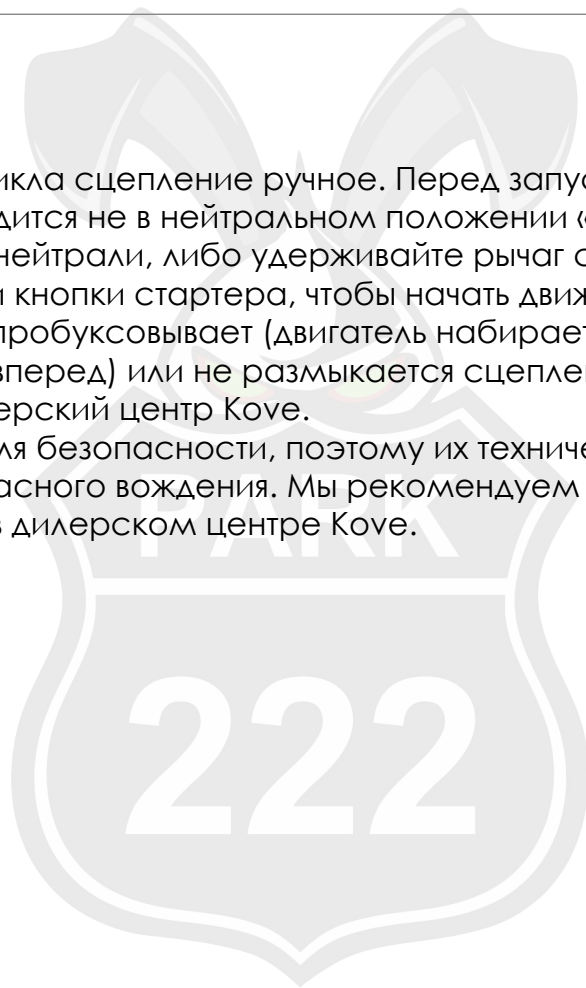 икла сцепление ручное. Перед запус
дится не в нейтральном положении «
нейтрали, либо удерживайте рычаг с
и кнопки стартера, чтобы начать движ
пробуксовывает (двигатель набирает
вперед) или не размыкается сцепле
ерский центр Kove.
ля безопасности, поэтому их техниче
асного вождения. Мы рекомендуем
в дилерском центре Kove.
PARK
222